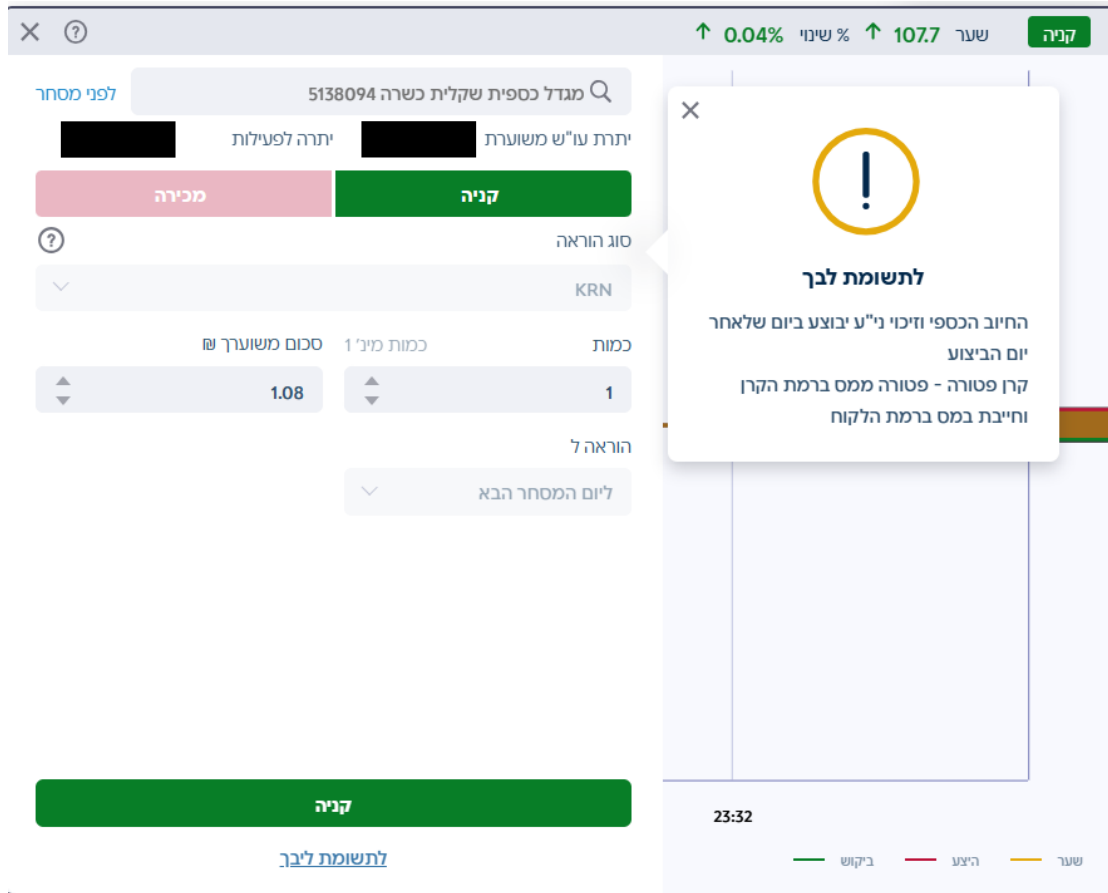 קניה שער 107.7 % שינוי 0.04%
מגדל כספית שקלית כשרה 5138094 לפני מסחר
יתרת עו"ש משוערת יתרה לפעילות
קניה מכירה
סוג הוראה
KRN
כמות כמות מינ' 1 סכום משוערך ₪
1 1.08
הוראה ל
ליום המסחר הבא
קניה
לתשומת ליבך
לתשומת לבך
החיוב הכספי וזיכוי ני"ע יבוצע ביום שלאחר
יום הביצוע
קרן פטורה - פטורה ממס ברמת הקרן
וחייבת במס ברמת הלקוח
23:32
שער היצע ביקוש